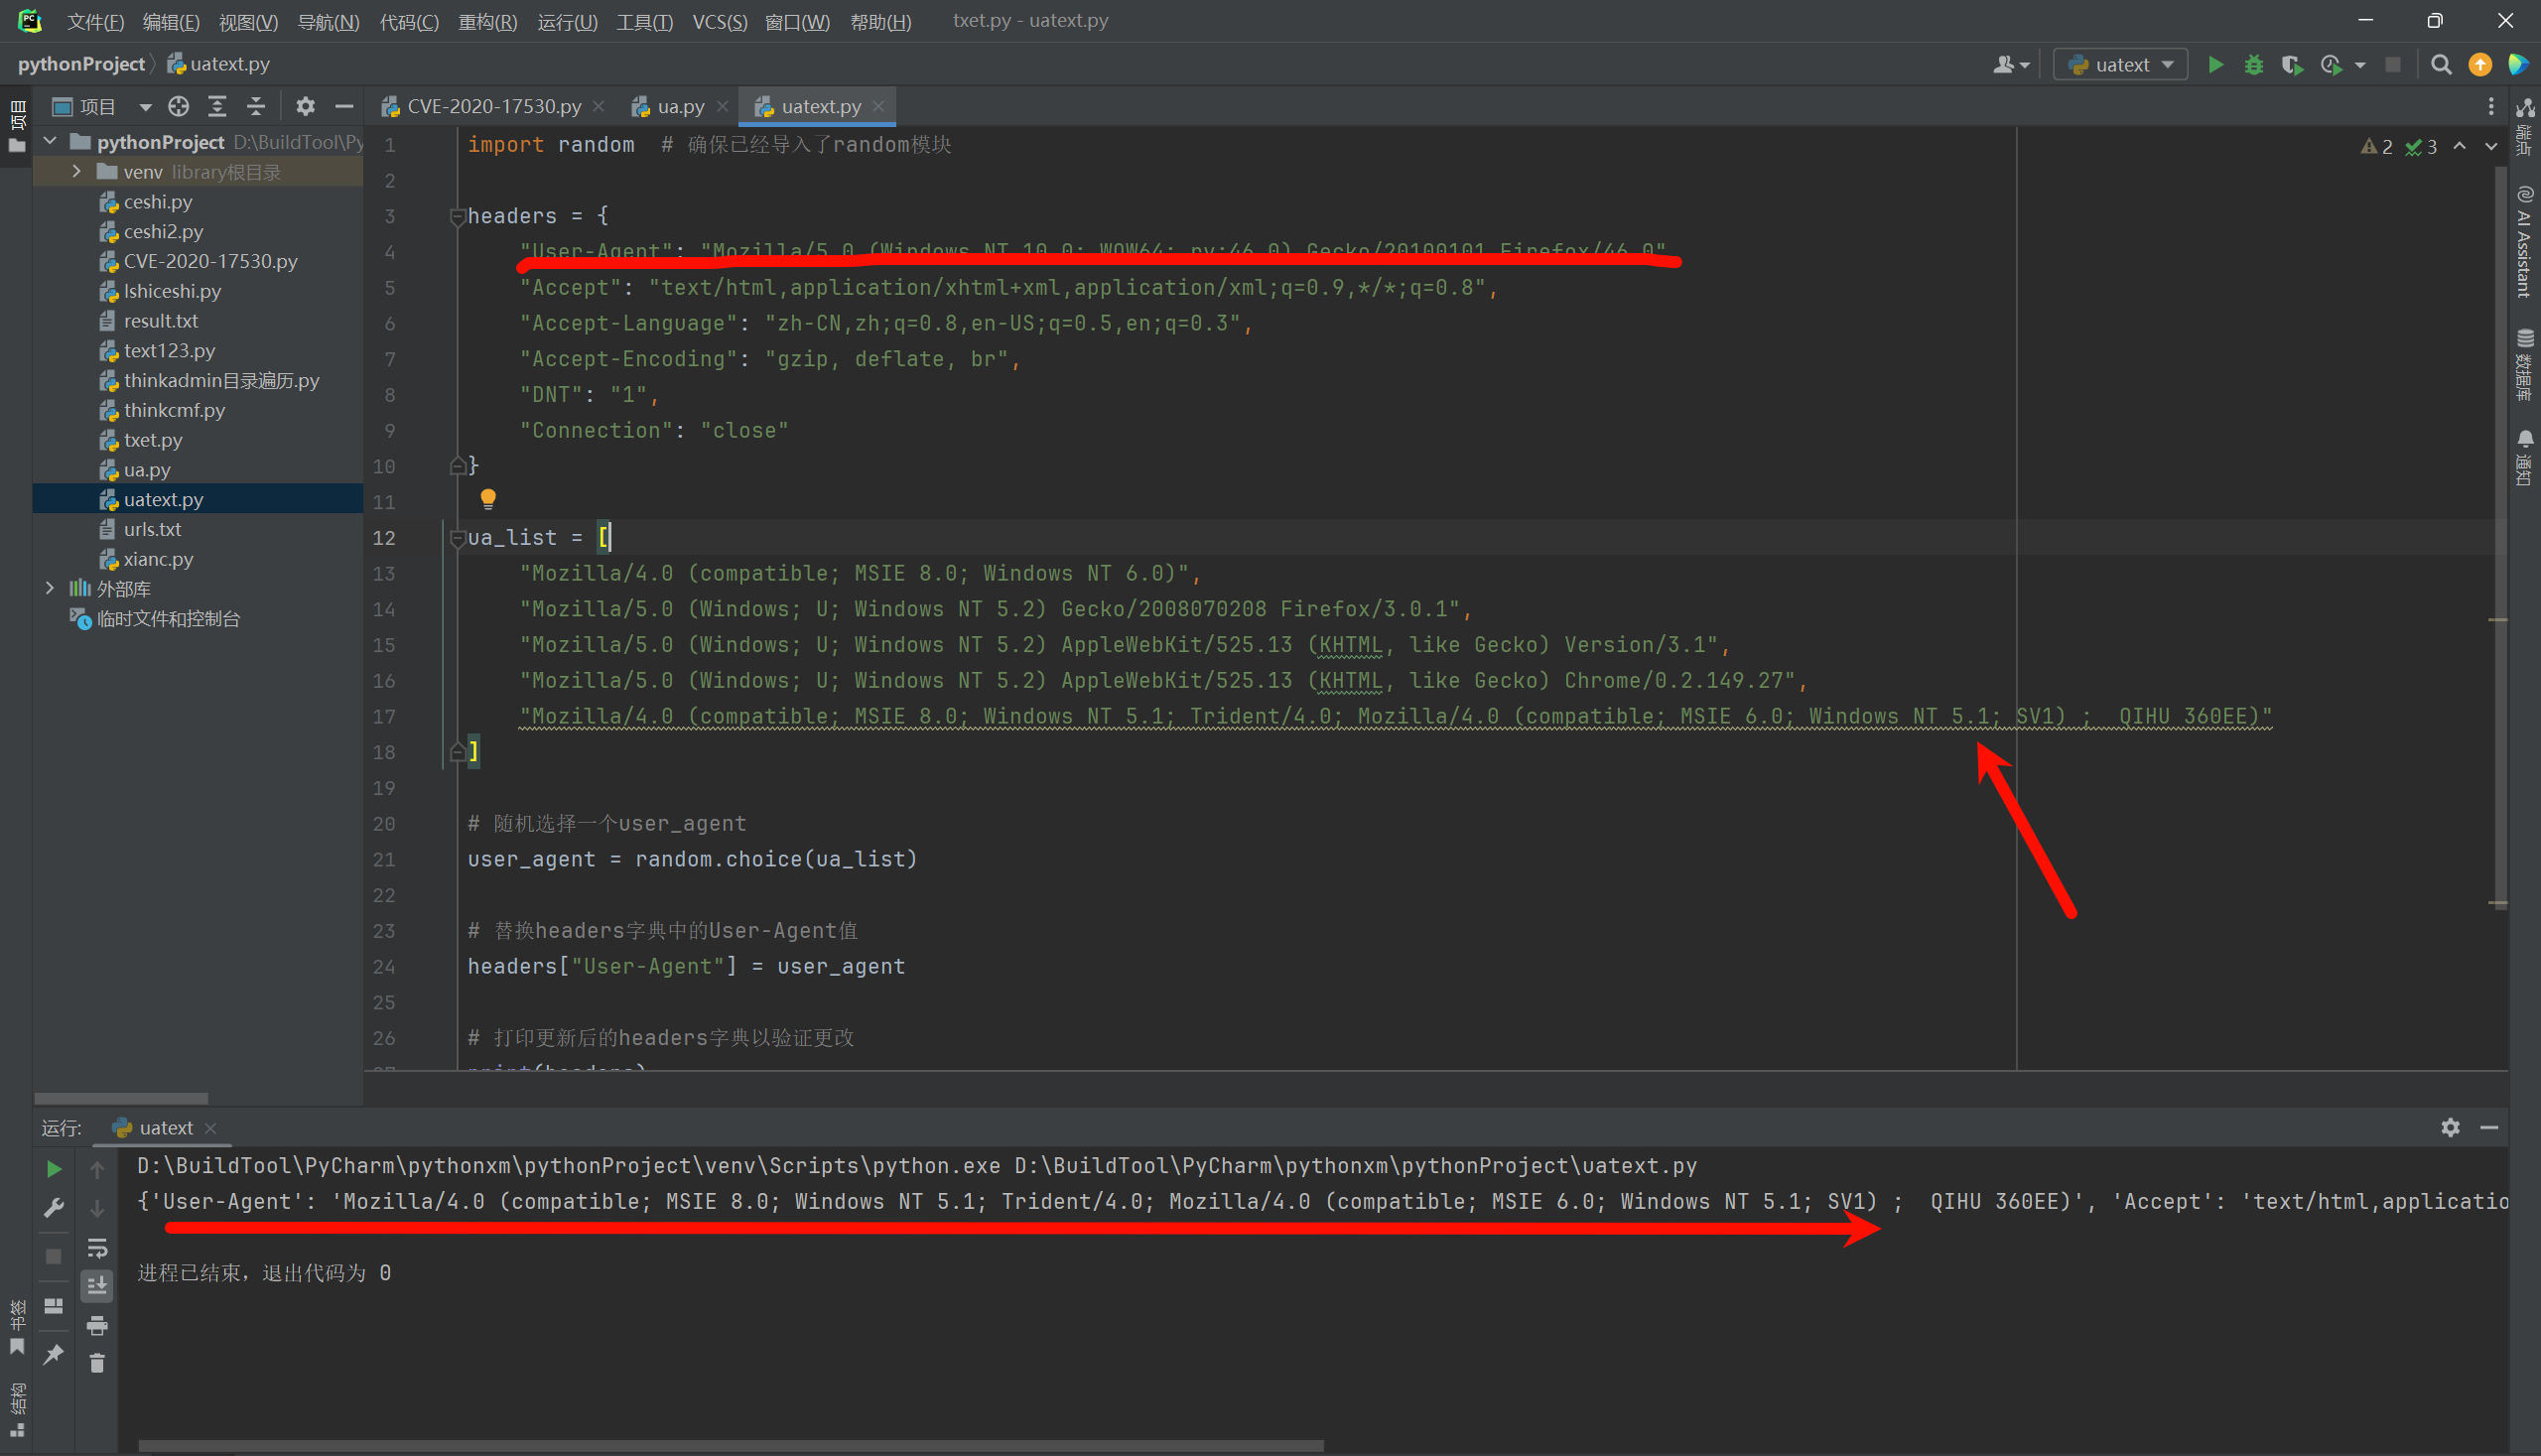 文件(F) 编辑(E) 视图(V) 导航(N) 代码(C) 重构(R) 运行(U) 工具(T) VCS(S) 窗口(W) 帮助(H) txet.py - uatext.py
pythonProject uatext.py
uatext
项目
项目
CVE-2020-17530.py ua.py uatext.py
pythonProject D:\BuildTool\Py
venv library根目录
ceshi.py
ceshi2.py
CVE-2020-17530.py
lshiceshi.py
result.txt
text123.py
thinkadmin目录遍历.py
thinkcmf.py
txet.py
ua.py
uatext.py
urls.txt
xianc.py
外部库
临时文件和控制台
1 import random  # 确保已经导入了random模块
2
3 headers = {
4 "User-Agent": "Mozilla/5.0 (Windows NT 10.0; WOW64; rv:46.0) Gecko/20100101 Firefox/46.0"
5 "Accept": "text/html,application/xhtml+xml,application/xml;q=0.9,*/*;q=0.8",
6 "Accept-Language": "zh-CN,zh;q=0.8,en-US;q=0.5,en;q=0.3",
7 "Accept-Encoding": "gzip, deflate, br",
8 "DNT": "1",
9 "Connection": "close"
10 }
11
12 ua_list = [
13 "Mozilla/4.0 (compatible; MSIE 8.0; Windows NT 6.0)",
14 "Mozilla/5.0 (Windows; U; Windows NT 5.2) Gecko/2008070208 Firefox/3.0.1",
15 "Mozilla/5.0 (Windows; U; Windows NT 5.2) AppleWebKit/525.13 (KHTML, like Gecko) Version/3.1",
16 "Mozilla/5.0 (Windows; U; Windows NT 5.2) AppleWebKit/525.13 (KHTML, like Gecko) Chrome/0.2.149.27",
17 "Mozilla/4.0 (compatible; MSIE 8.0; Windows NT 5.1; Trident/4.0; Mozilla/4.0 (compatible; MSIE 6.0; Windows NT 5.1; SV1) ;  QIHU 360EE)"
18 ]
19
20 # 随机选择一个user_agent
21 user_agent = random.choice(ua_list)
22
23 # 替换headers字典中的User-Agent值
24 headers["User-Agent"] = user_agent
25
26 # 打印更新后的headers字典以验证更改
27 print(headers)
2 3
端点
AI Assistant
数据库
通知
运行: uatext
D:\BuildTool\PyCharm\pythonxm\pythonProject\venv\Scripts\python.exe D:\BuildTool\PyCharm\pythonxm\pythonProject\uatext.py
{'User-Agent': 'Mozilla/4.0 (compatible; MSIE 8.0; Windows NT 5.1; Trident/4.0; Mozilla/4.0 (compatible; MSIE 6.0; Windows NT 5.1; SV1) ;  QIHU 360EE)', 'Accept': 'text/html,applicatio
进程已结束，退出代码为 0
书签
结构